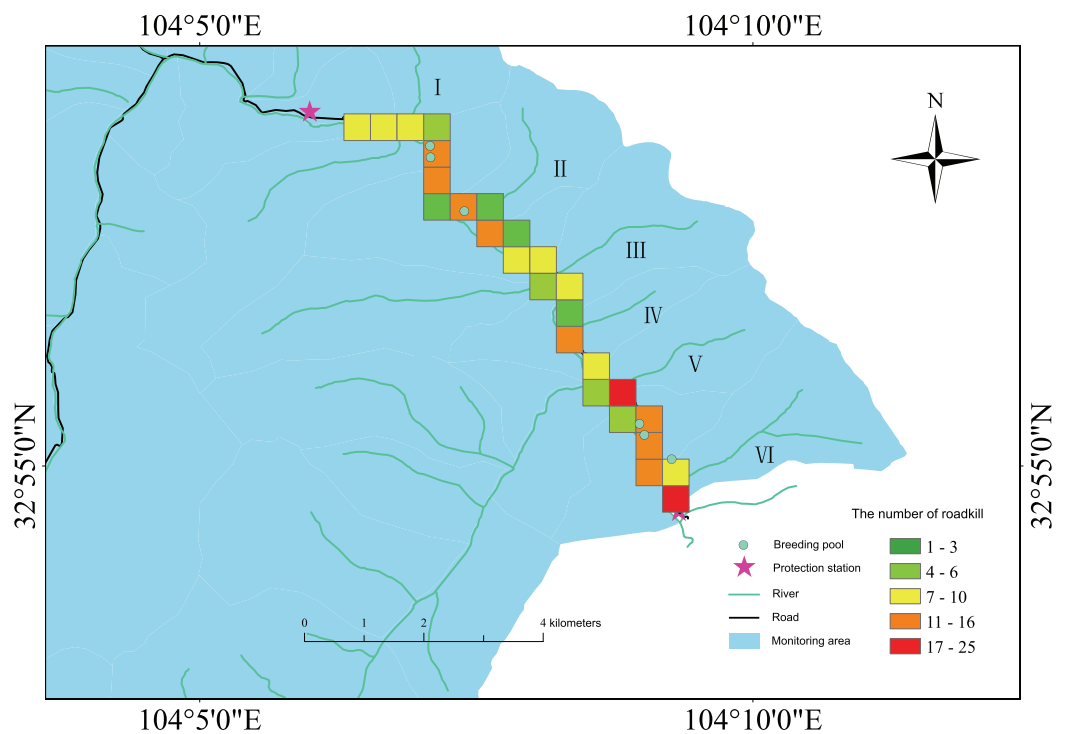 104°5'0"E
104°10'0"E
N
I
II
III
IV
V
VI
32°55'0"N
32°55'0"N
The number of roadkill
Breeding pool
Protection station
River
Road
Monitoring area
1 - 3
4 - 6
7 - 10
11 - 16
17 - 25
0 1 2 4 kilometers
104°5'0"E
104°10'0"E